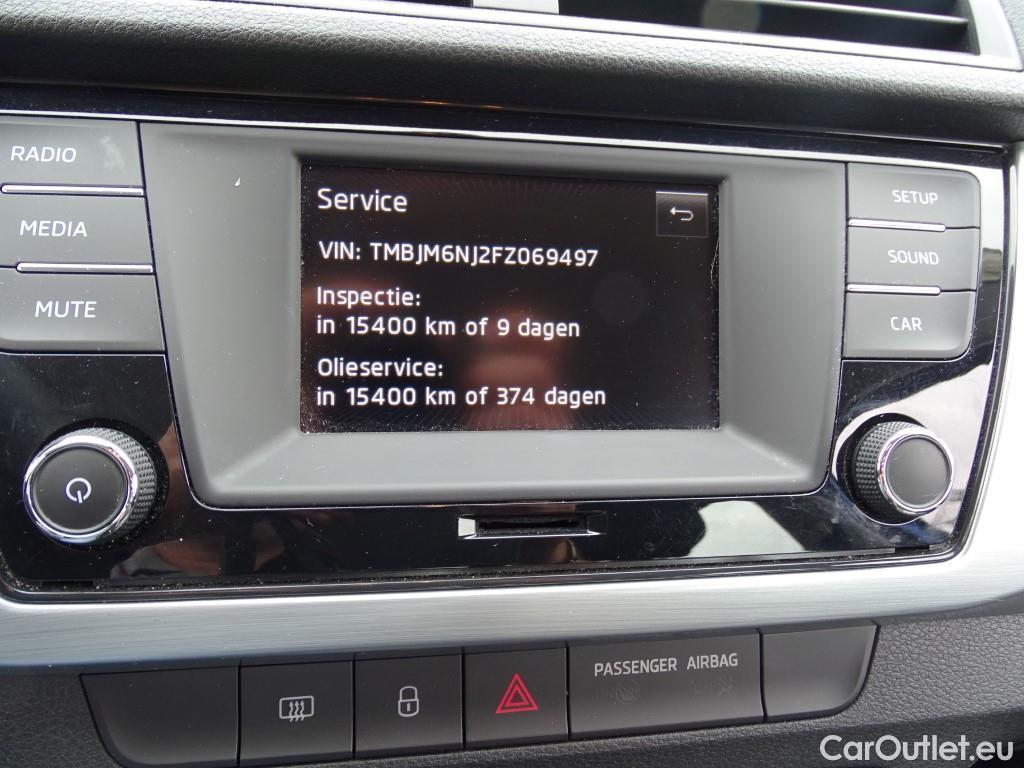 RADIO
MEDIA
MUTE
Service
VIN: TMBJM6NJ2FZ069497
Inspectie:
in 15400 km of 9 dagen
Olieservice:
in 15400 km of 374 dagen
SETUP
SOUND
CAR
PASSENGER AIRBAG
CarOutlet.eu